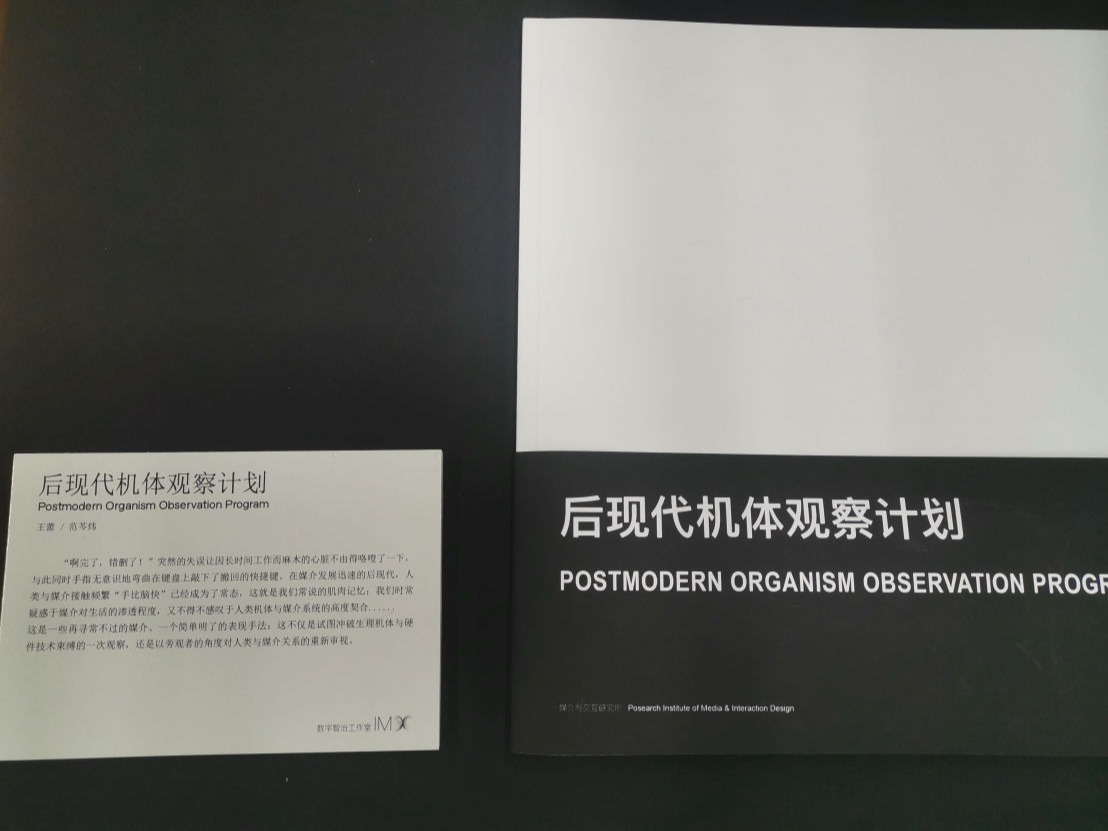 后现代机体观察计划
Postmodern Organism Observation Program
王蕾 / 范芩炜
“啊完了，错删了！”突然的失误让因长时间工作而麻木的心脏不由得咯噔了一下，
与此同时手指无意识地弯曲在键盘上敲下了撤回的快捷键。在媒介发展迅速的后现代，人
类与媒介接触频繁“手比脑快”已经成为了常态，这就是我们常说的肌肉记忆；我们时常
疑惑于媒介对生活的渗透程度，又不得不感叹于人类机体与媒介系统的高度契合......
这是一些再寻常不过的媒介、一个简单明了的表现手法；这不仅是试图冲破生理机体与硬
件技术束缚的一次观察，还是以旁观者的角度对人类与媒介关系的重新审视。
数字智治工作室 IMX
后现代机体观察计划
POSTMODERN ORGANISM OBSERVATION PROGR
媒介与交互研究所 Posearch Institute of Media & Interaction Design